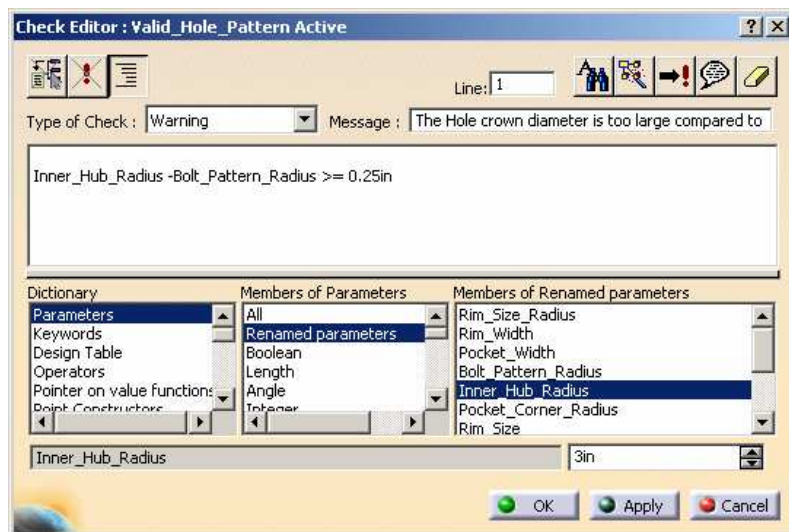 Check Editor : Valid_Hole_Pattern Active
Line: 1
Type of Check : Warning Message : The Hole crown diameter is too large compared to
Inner_Hub_Radius -Bolt_Pattern_Radius >= 0.25in
Dictionary Members of Parameters Members of Renamed parameters
Parameters All Rim_Size_Radius
Keywords Renamed parameters Rim_Width
Design Table Boolean Pocket_Width
Operators Length Bolt_Pattern_Radius
Pointer on value functions Angle Inner_Hub_Radius
Point Constructors Integer Pocket_Corner_Radius
Rim_Size
Inner_Hub_Radius 3in
OK Apply Cancel